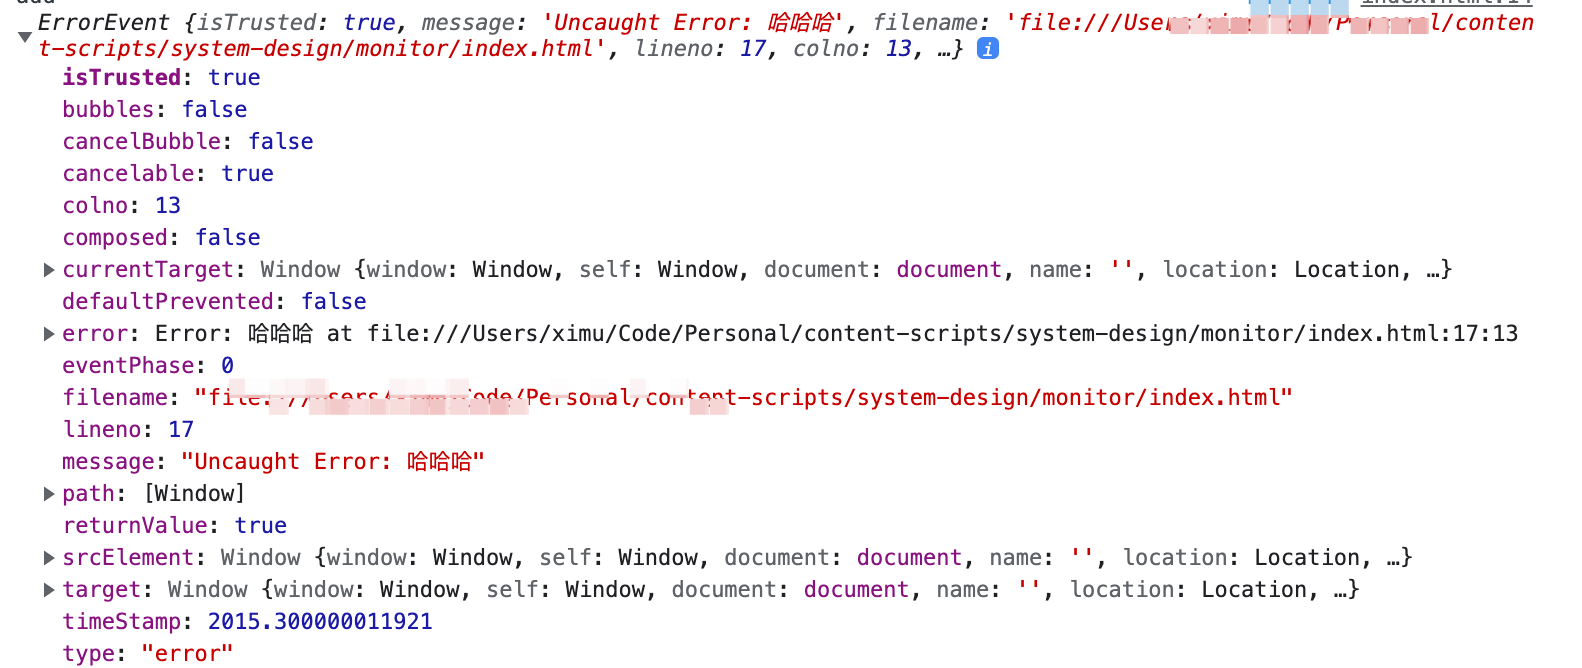 ErrorEvent {isTrusted: true, message: 'Uncaught Error: 哈哈哈', filename: 'file:///Users/ /Personal/conten
t-scripts/system-design/monitor/index.html', lineno: 17, colno: 13, …} i
isTrusted: true
bubbles: false
cancelBubble: false
cancelable: true
colno: 13
composed: false
currentTarget: Window {window: Window, self: Window, document: document, name: '', location: Location, …}
defaultPrevented: false
error: Error: 哈哈哈 at file:///Users/ximu/Code/Personal/content-scripts/system-design/monitor/index.html:17:13
eventPhase: 0
filename: "file:///Users/ /Code/Personal/content-scripts/system-design/monitor/index.html"
lineno: 17
message: "Uncaught Error: 哈哈哈"
path: [Window]
returnValue: true
srcElement: Window {window: Window, self: Window, document: document, name: '', location: Location, …}
target: Window {window: Window, self: Window, document: document, name: '', location: Location, …}
timeStamp: 2015.300000011921
type: "error"